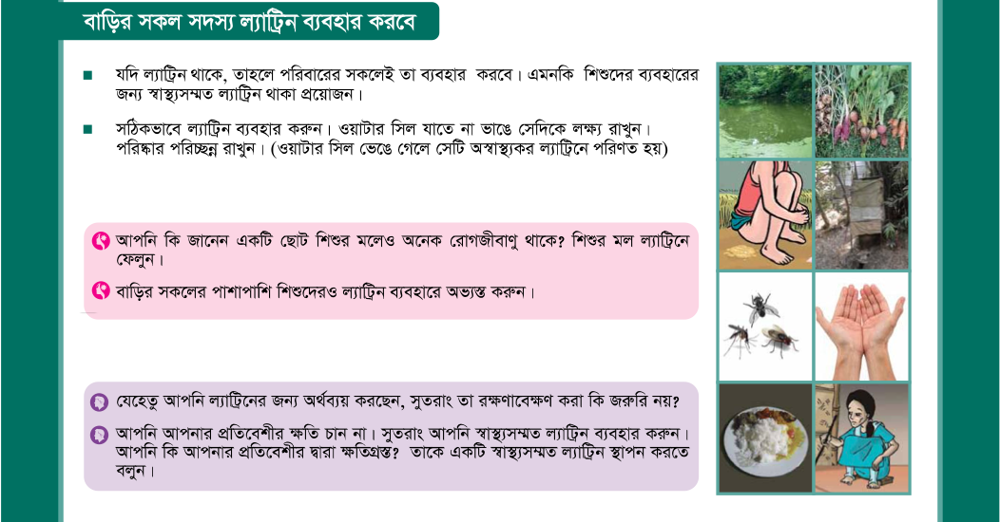 বাড়ির সকল সদস্য ল্যাট্রিন ব্যবহার করবে
যদি ল্যাট্রিন থাকে, তাহলে পরিবারের সকলেই তা ব্যবহার করবে। এমনকি শিশুদের ব্যবহারের
জন্য স্বাস্থ্যসম্মত ল্যাট্রিন থাকা প্রয়োজন।
সঠিকভাবে ল্যাট্রিন ব্যবহার করুন। ওয়াটার সিল যাতে না ভাঙে সেদিকে লক্ষ্য রাখুন।
পরিষ্কার পরিচ্ছন্ন রাখুন। (ওয়াটার সিল ভেঙে গেলে সেটি অস্বাস্থ্যকর ল্যাট্রিনে পরিণত হয়)
আপনি কি জানেন একটি ছোট শিশুর মলেও অনেক রোগজীবাণু থাকে? শিশুর মল ল্যাট্রিনে
ফেলুন।
বাড়ির সকলের পাশাপাশি শিশুদেরও ল্যাট্রিন ব্যবহারে অভ্যস্ত করুন।
যেহেতু আপনি ল্যাট্রিনের জন্য অর্থব্যয় করছেন, সুতরাং তা রক্ষণাবেক্ষণ করা কি জরুরি নয়?
আপনি আপনার প্রতিবেশীর ক্ষতি চান না। সুতরাং আপনি স্বাস্থ্যসম্মত ল্যাট্রিন ব্যবহার করুন।
আপনি কি আপনার প্রতিবেশীর দ্বারা ক্ষতিগ্রস্ত? তাকে একটি স্বাস্থ্যসম্মত ল্যাট্রিন স্থাপন করতে
বলুন।